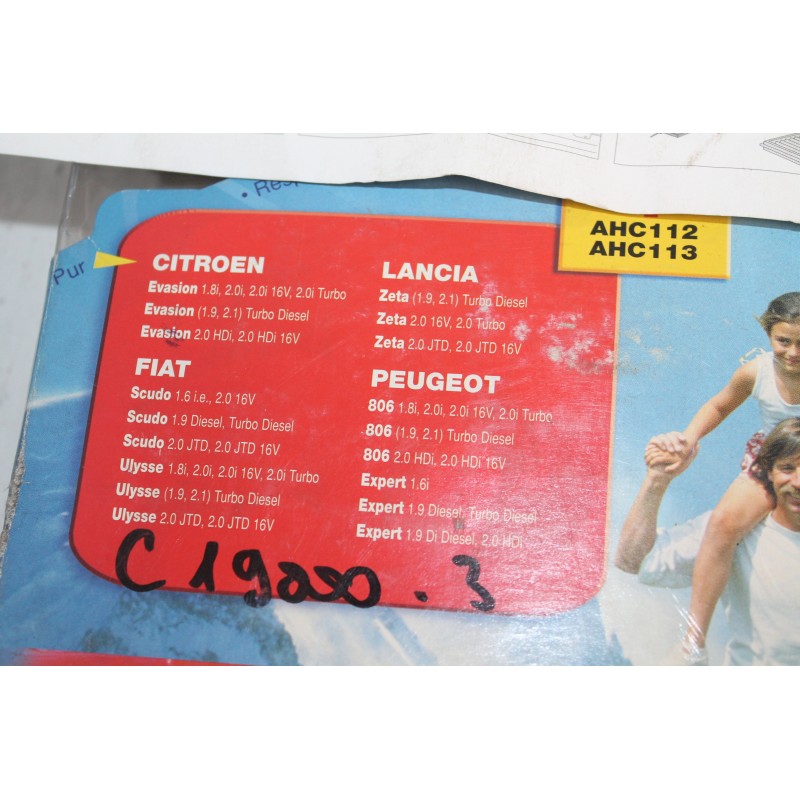 • Resp
Pur
AHC112
AHC113
CITROEN
Evasion 1.8i, 2.0i, 2.0i 16V, 2.0i Turbo
Evasion (1.9, 2.1) Turbo Diesel
Evasion 2.0 HDi, 2.0 HDi 16V
FIAT
Scudo 1.6 i.e., 2.0 16V
Scudo 1.9 Diesel, Turbo Diesel
Scudo 2.0 JTD, 2.0 JTD 16V
Ulysse 1.8i, 2.0i, 2.0i 16V, 2.0i Turbo
Ulysse (1.9, 2.1) Turbo Diesel
Ulysse 2.0 JTD, 2.0 JTD 16V
LANCIA
Zeta (1.9, 2.1) Turbo Diesel
Zeta 2.0 16V, 2.0 Turbo
Zeta 2.0 JTD, 2.0 JTD 16V
PEUGEOT
806 1.8i, 2.0i, 2.0i 16V, 2.0i Turbo
806 (1.9, 2.1) Turbo Diesel
806 2.0 HDi, 2.0 HDi 16V
Expert 1.6i
Expert 1.9 Diesel, Turbo Diesel
Expert 1.9 Di Diesel, 2.0 HDi